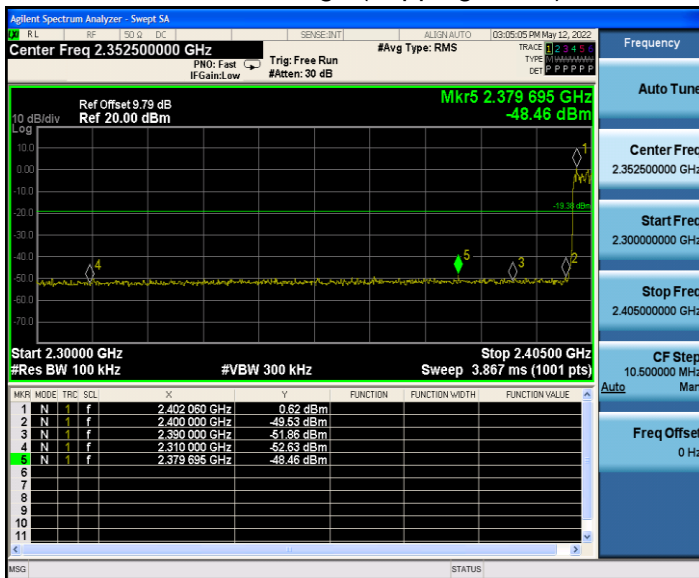 Agilent Spectrum Analyzer - Swept SA
LXI RL RF 50 Ω DC SENSE:INT ALIGN AUTO 03:05:05 PM May 12, 2022
Center Freq 2.352500000 GHz #Avg Type: RMS TRACE 1 2 3 4 5 6
PNO: Fast Trig: Free Run TYPE M
IFGain:Low #Atten: 30 dB DET P P P P P P
Mkr5 2.379 695 GHz
-48.46 dBm
Ref Offset 9.79 dB
10 dB/div Ref 20.00 dBm
Log
10.0
0.00
-10.0
-20.0
-30.0
-40.0
-50.0
-60.0
-70.0
1
-19.38 dBm
5
3
2
4
Start 2.30000 GHz Stop 2.40500 GHz
#Res BW 100 kHz #VBW 300 kHz Sweep 3.867 ms (1001 pts)
MKR MODE TRC SCL X Y FUNCTION FUNCTION WIDTH FUNCTION VALUE
1 N 1 f 2.402 060 GHz 0.62 dBm
2 N 1 f 2.400 000 GHz -49.53 dBm
3 N 1 f 2.390 000 GHz -51.86 dBm
4 N 1 f 2.310 000 GHz -52.63 dBm
5 N 1 f 2.379 695 GHz -48.46 dBm
6
7
8
9
10
11
MSG STATUS
Frequency
Auto Tune
Center Freq
2.352500000 GHz
Start Freq
2.300000000 GHz
Stop Freq
2.405000000 GHz
CF Step
10.500000 MHz
Auto Man
Freq Offset
0 Hz